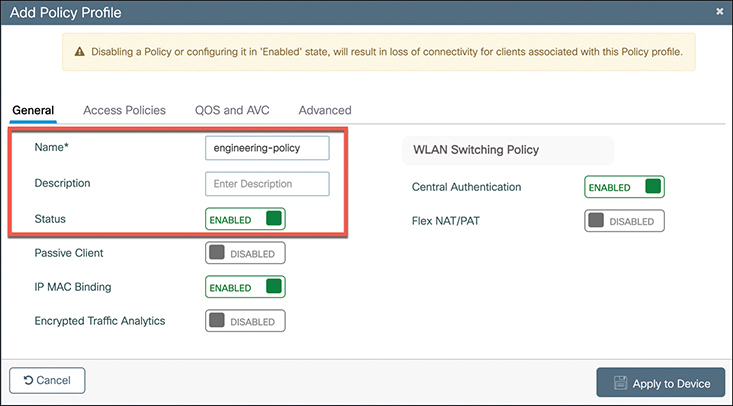 Add Policy Profile
Disabling a Policy or configuring it in 'Enabled' state, will result in loss of connectivity for clients associated with this Policy profile.
General Access Policies QOS and AVC Advanced
Name* engineering-policy
Description Enter Description
Status ENABLED
Passive Client DISABLED
IP MAC Binding ENABLED
Encrypted Traffic Analytics DISABLED
WLAN Switching Policy
Central Authentication ENABLED
Flex NAT/PAT DISABLED
Cancel Apply to Device